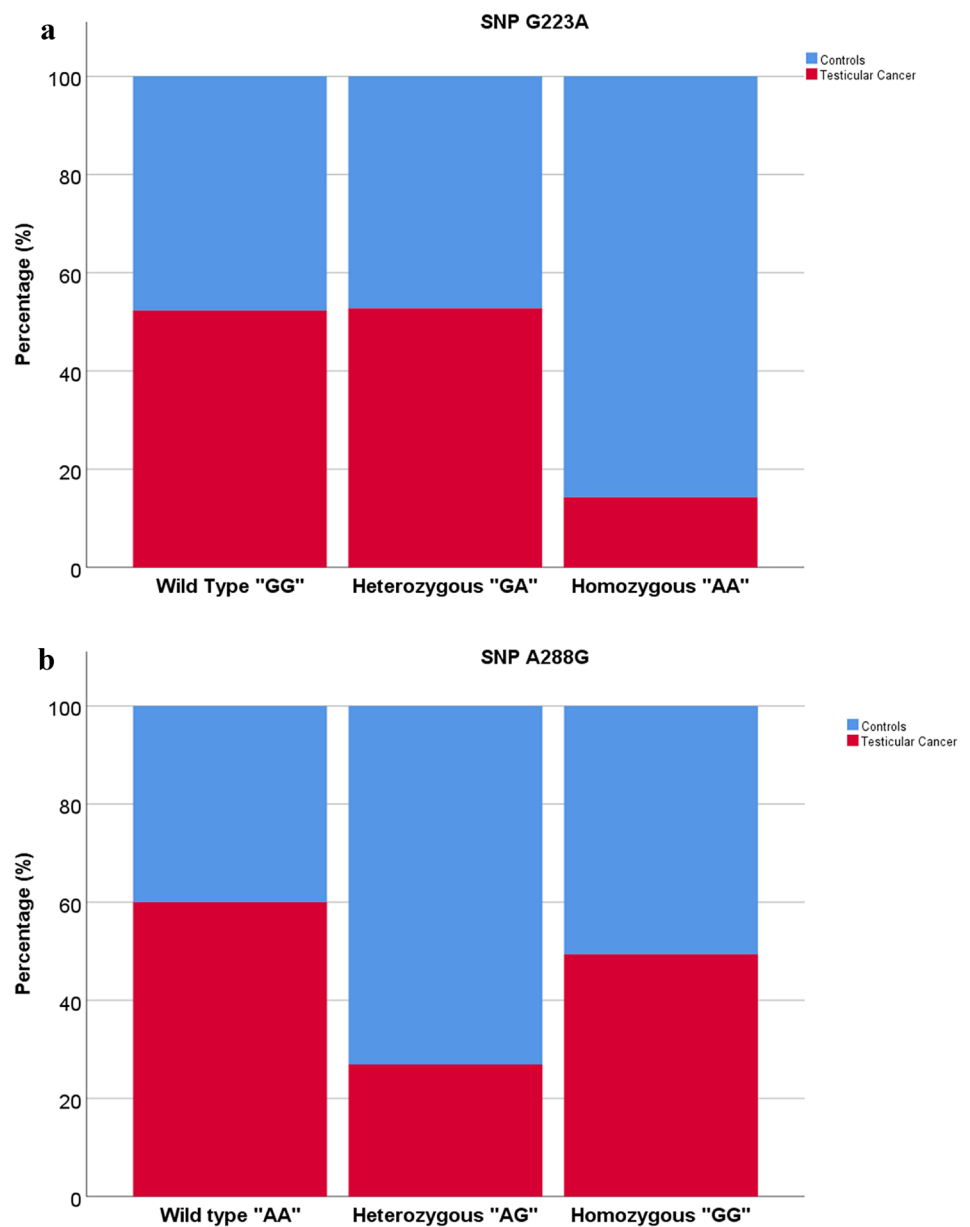 a
SNP G223A
Controls
Testicular Cancer
Percentage (%)
100
80
60
40
20
0
Wild Type "GG"
Heterozygous "GA"
Homozygous "AA"
b
SNP A288G
Controls
Testicular Cancer
Percentage (%)
100
80
60
40
20
0
Wild type "AA"
Heterozygous "AG"
Homozygous "GG"